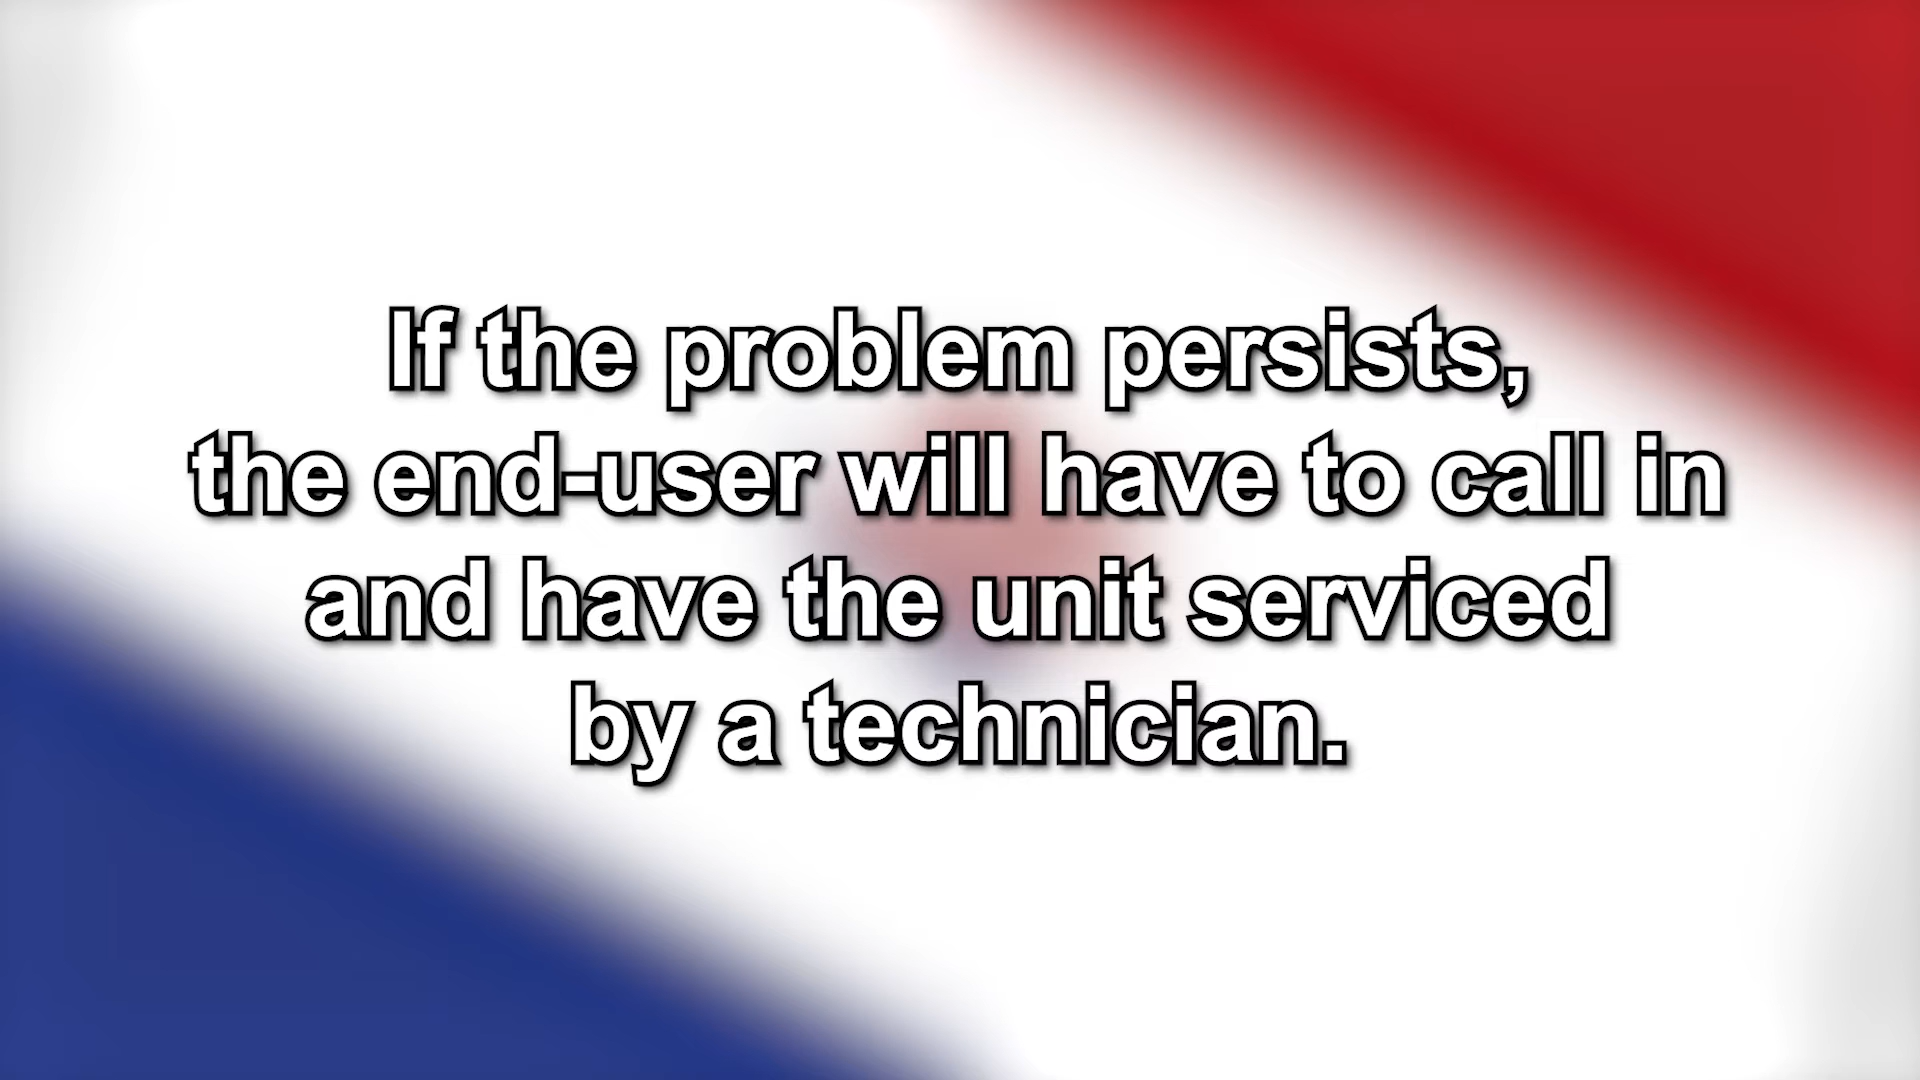 If the problem persists,
the end-user will have to call in
and have the unit serviced
by a technician.